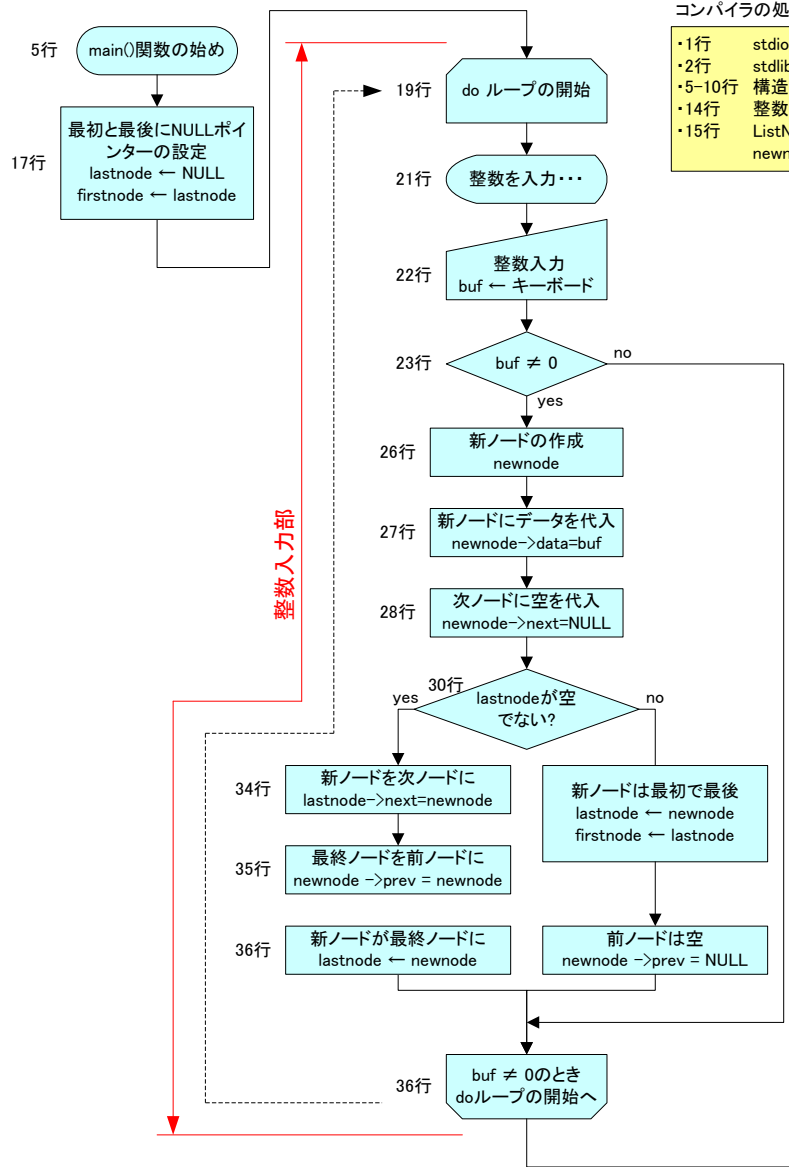 5行
main()関数の始め
17行
最初と最後にNULLポイ
ンターの設定
lastnode ← NULL
firstnode ← lastnode
整数入力部
19行
do ループの開始
21行
整数を入力・・・
22行
整数入力
buf ← キーボード
23行
buf ≠ 0
no
yes
26行
新ノードの作成
newnode
27行
新ノードにデータを代入
newnode->data=buf
28行
次ノードに空を代入
newnode->next=NULL
30行
lastnodeが空
でない?
yes
no
34行
新ノードを次ノードに
lastnode->next=newnode
35行
最終ノードを前ノードに
newnode ->prev = newnode
36行
新ノードが最終ノードに
lastnode ← newnode
新ノードは最初で最後
lastnode ← newnode
firstnode ← lastnode
前ノードは空
newnode ->prev = NULL
36行
buf ≠ 0のとき
doループの開始へ
コンパイラの処
・1行 stdio
・2行 stdlib
・5-10行 構造
・14行 整数
・15行 ListN
newn